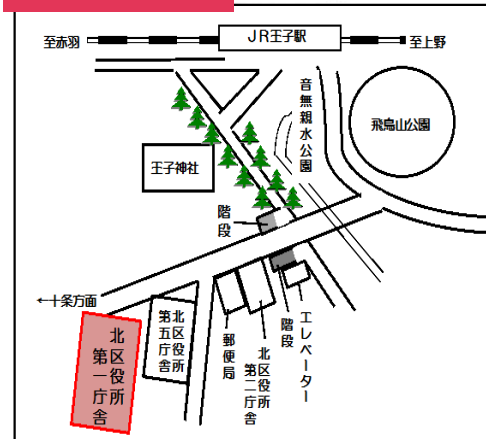 至赤羽
JR王子駅
至上野
音無親水公園
飛鳥山公園
王子神社
階段
←十条方面
北区役所
第一庁舎
北区役所
第五庁舎
郵便局
北区役所
第二庁舎
階段
エレベーター